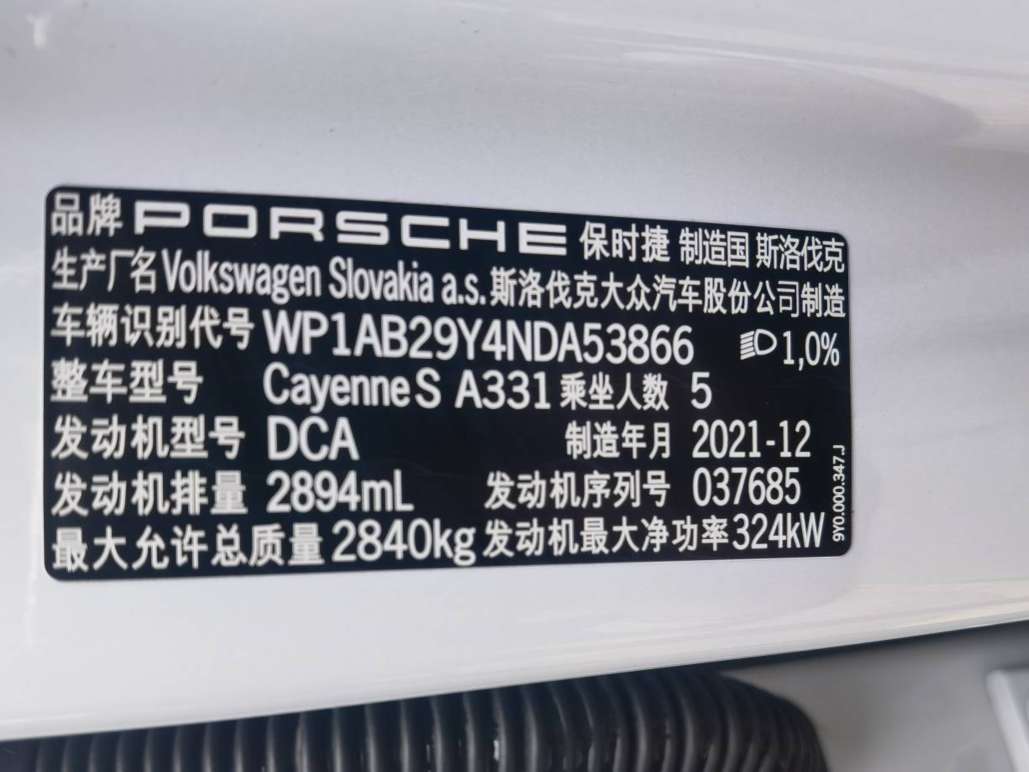 品牌 PORSCHE 保时捷 制造国 斯洛伐克
生产厂名 Volkswagen Slovakia a.s. 斯洛伐克大众汽车股份公司制造
车辆识别代号 WP1AB29Y4NDA53866 1,0%
整车型号 Cayenne S A331 乘坐人数 5
发动机型号 DCA 制造年月 2021-12
发动机排量 2894mL 发动机序列号 037685
最大允许总质量 2840kg 发动机最大净功率 324kW
9Y0.000.347.J